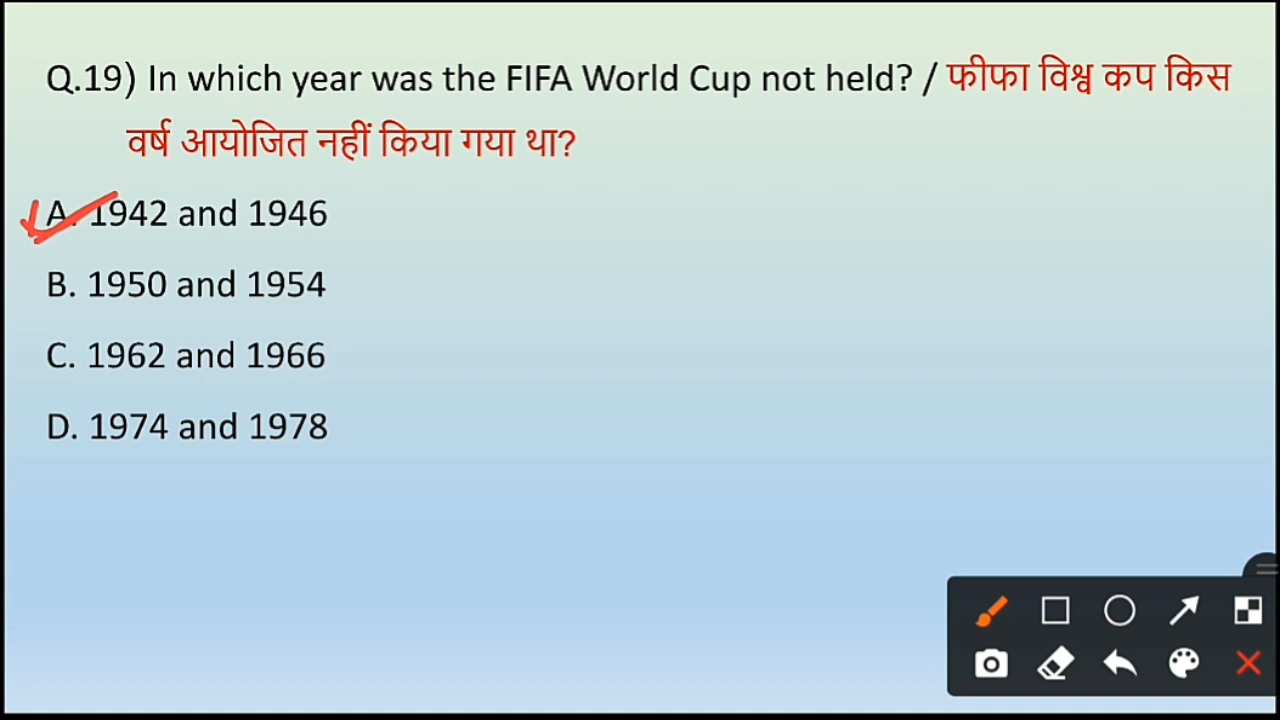 Q.19) In which year was the FIFA World Cup not held? / फीफा विश्व कप किस
वर्ष आयोजित नहीं किया गया था?
A. 1942 and 1946
B. 1950 and 1954
C. 1962 and 1966
D. 1974 and 1978